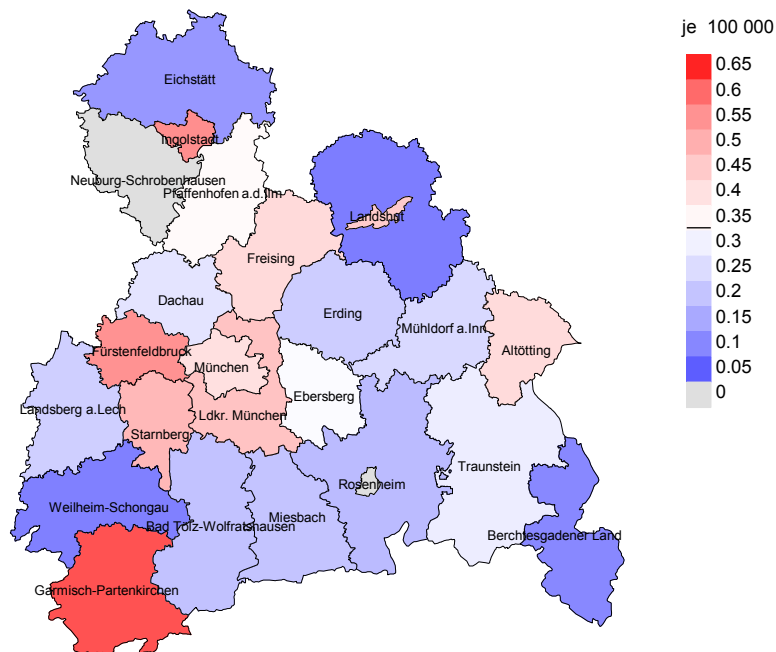 je 100 000
0.65
0.6
0.55
0.5
0.45
0.4
0.35
0.3
0.25
0.2
0.15
0.1
0.05
0
Eichstätt
Ingolstadt
Neuburg-Schrobenhausen
Pfaffenhofen a.d.Ilm
Landshut
Freising
Dachau
Erding
Mühldorf a.Inn
Altötting
Fürstenfeldbruck
München
Ebersberg
Landsberg a.Lech
Ldkr. München
Starnberg
Traunstein
Rosenheim
Weilheim-Schongau
Miesbach
Bad Tölz-Wolfratshausen
Berchtesgadener Land
Garmisch-Partenkirchen